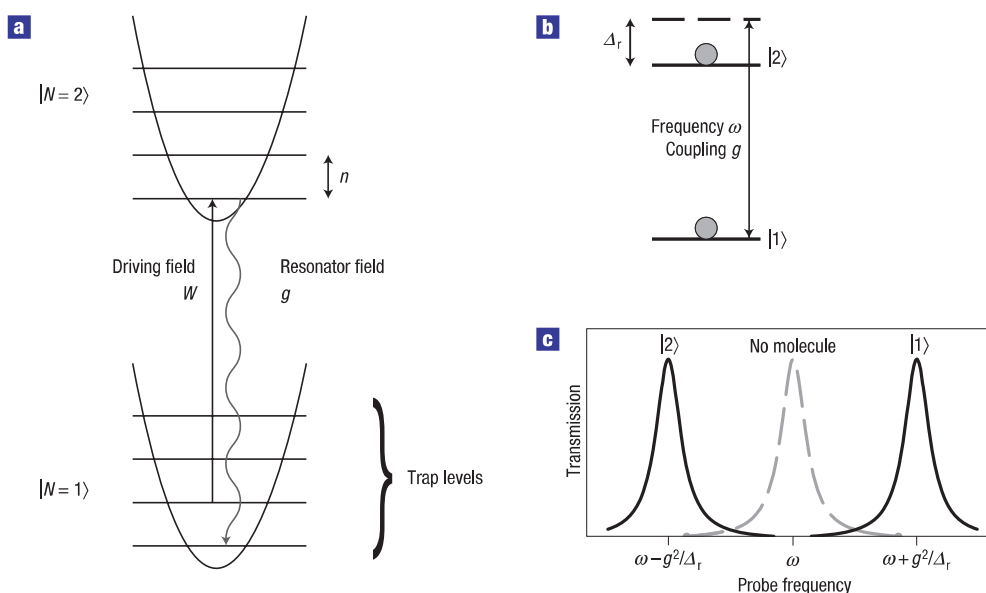 a
|N = 2⟩
n
Driving field
W
Resonator field
g
|N = 1⟩
Trap levels
b
Δr
|2⟩
Frequency ω
Coupling g
|1⟩
c
|2⟩
No molecule
|1⟩
Transmission
ω – g²/Δr
ω
ω + g²/Δr
Probe frequency